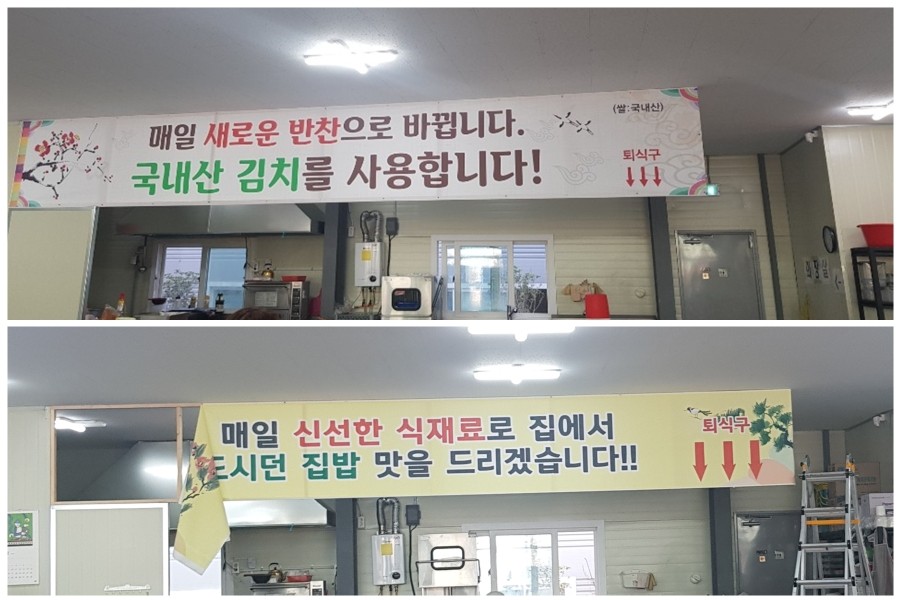 매일 새로운 반찬으로 바뀝니다.
국내산 김치를 사용합니다!
(쌀:국내산)
퇴식구
매일 신선한 식재료로 집에서
드시던 집밥 맛을 드리겠습니다!!
퇴식구